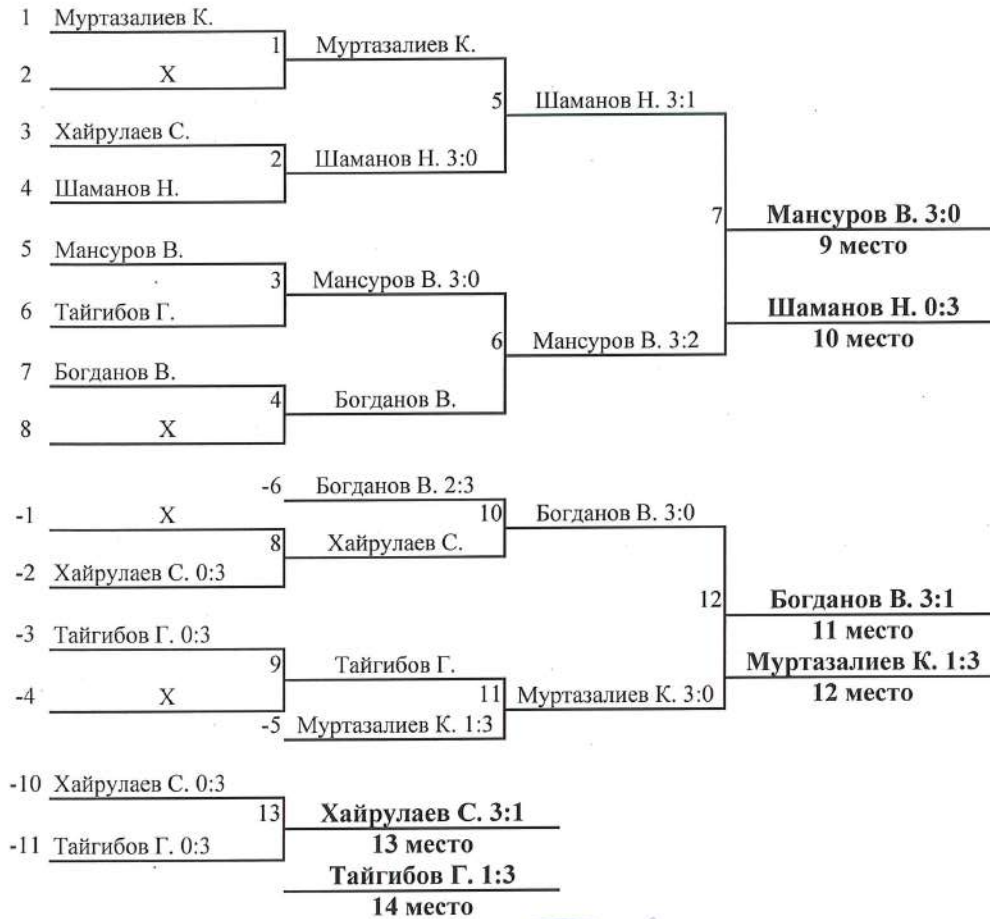 1 Муртазалиев К.
1 Муртазалиев К.
2 Х
5 Шаманов Н. 3:1
3 Хайрулаев С.
2 Шаманов Н. 3:0
4 Шаманов Н.
7 Мансуров В. 3:0
9 место
5 Мансуров В.
3 Мансуров В. 3:0
6 Тайгибов Г.
Шаманов Н. 0:3
10 место
6 Мансуров В. 3:2
7 Богданов В.
4 Богданов В.
8 Х
-6 Богданов В. 2:3
-1 Х
10 Богданов В. 3:0
8 Хайрулаев С.
-2 Хайрулаев С. 0:3
12 Богданов В. 3:1
11 место
-3 Тайгибов Г. 0:3
9 Тайгибов Г.
Муртазалиев К. 1:3
12 место
-4 Х
11 Муртазалиев К. 3:0
-5 Муртазалиев К. 1:3
-10 Хайрулаев С. 0:3
13 Хайрулаев С. 3:1
13 место
-11 Тайгибов Г. 0:3
Тайгибов Г. 1:3
14 место